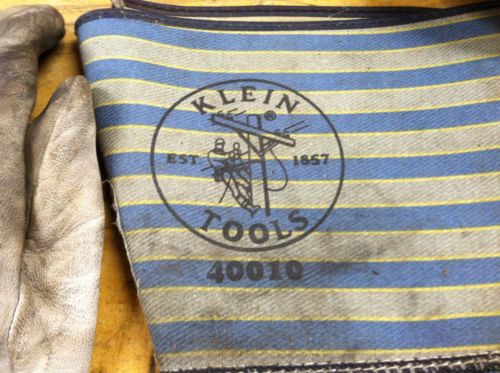 KLEIN
®
EST. 1857
TOOLS
40010